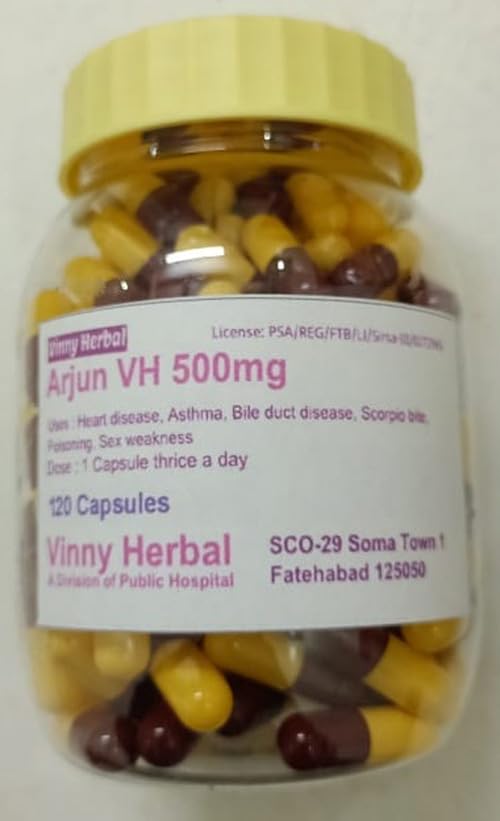 Vinny Herbal
License: PSA/REG/FTB/LI/Sirsa-
Arjun VH 500mg
Uses : Heart disease, Asthma, Bile duct disease, Scorpio bite,
Poisoning, Sex weakness
Dose : 1 Capsule thrice a day
120 Capsules
Vinny Herbal
A Division of Public Hospital
SCO-29 Soma Town 1
Fatehabad 125050